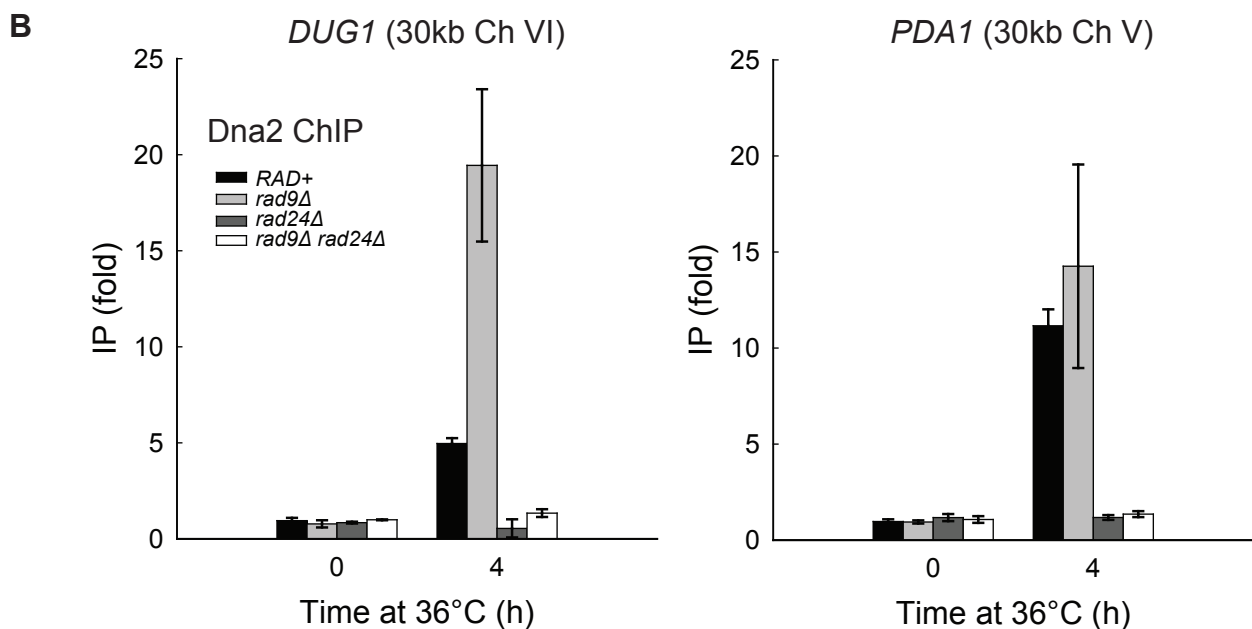 B
DUG1 (30kb Ch VI)
PDA1 (30kb Ch V)
Dna2 ChIP
RAD+
rad9Δ
rad24Δ
rad9Δ rad24Δ
IP (fold)
25
20
15
10
5
0
0
4
Time at 36°C (h)
IP (fold)
25
20
15
10
5
0
0
4
Time at 36°C (h)